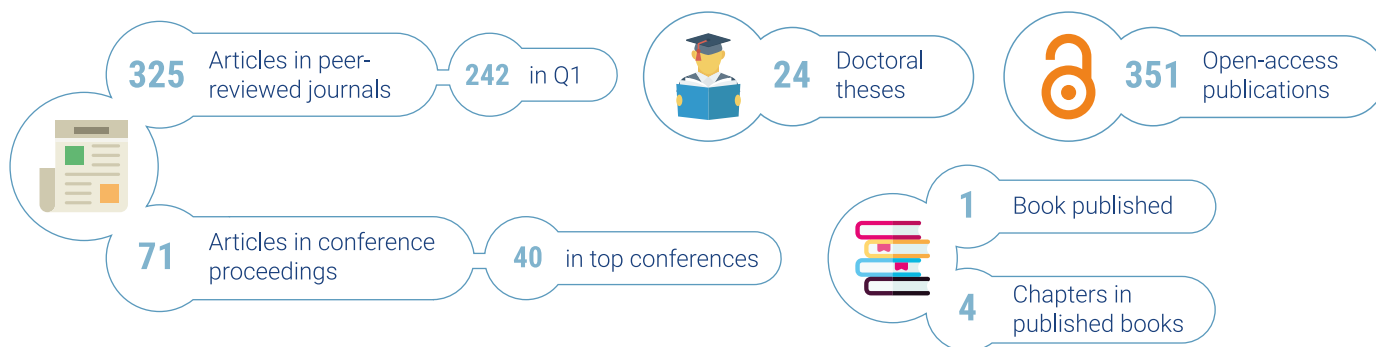 325 Articles in peer-
reviewed journals
242 in Q1
71 Articles in conference
proceedings
40 in top conferences
24 Doctoral
theses
351 Open-access
publications
1 Book published
4 Chapters in
published books